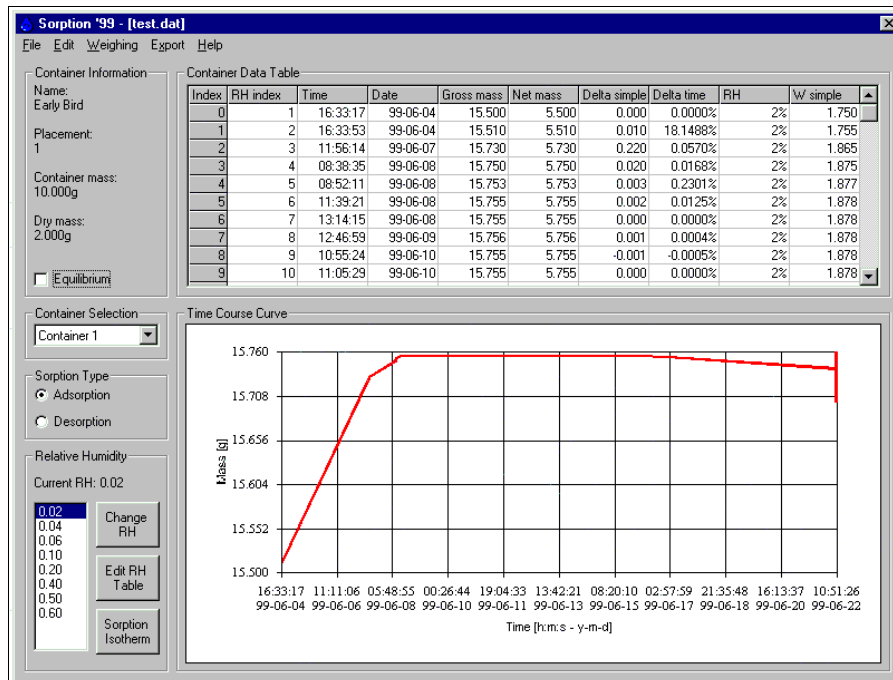 Sorption '99 - [test.dat]
File Edit Weighing Export Help
Container Information
Name:
Early Bird
Placement:
1
Container mass:
10.000g
Dry mass:
2.000g
Equilibrium
Container Data Table
Index RH index Time Date Gross mass Net mass Delta simple Delta time RH W simple
0 1 16:33:17 99-06-04 15.500 5.500 0.000 0.0000% 2% 1.750
1 2 16:33:53 99-06-04 15.510 5.510 0.010 18.1488% 2% 1.755
2 3 11:56:14 99-06-07 15.730 5.730 0.220 0.0570% 2% 1.865
3 4 08:38:35 99-06-08 15.750 5.750 0.020 0.0168% 2% 1.875
4 5 08:52:11 99-06-08 15.753 5.753 0.003 0.2301% 2% 1.877
5 6 11:39:21 99-06-08 15.755 5.755 0.002 0.0125% 2% 1.878
6 7 13:14:15 99-06-08 15.755 5.755 0.000 0.0000% 2% 1.878
7 8 12:46:59 99-06-09 15.756 5.756 0.001 0.0004% 2% 1.878
8 9 10:55:24 99-06-10 15.755 5.755 -0.001 -0.0005% 2% 1.878
9 10 11:05:29 99-06-10 15.755 5.755 0.000 0.0000% 2% 1.878
Container Selection
Container 1
Sorption Type
Adsorption
Desorption
Relative Humidity
Current RH: 0.02
0.02
0.04
0.06
0.10
0.20
0.40
0.50
0.60
Change
RH
Edit RH
Table
Sorption
Isotherm
Time Course Curve
15.760
15.708
15.656
15.604
15.552
15.500
Mass [g]
16:33:17 11:11:06 05:48:55 00:26:44 19:04:33 13:42:21 08:20:10 02:57:59 21:35:48 16:13:37 10:51:26
99-06-04 99-06-06 99-06-08 99-06-10 99-06-11 99-06-13 99-06-15 99-06-17 99-06-18 99-06-20 99-06-22
Time [h:m:s - y-m-d]